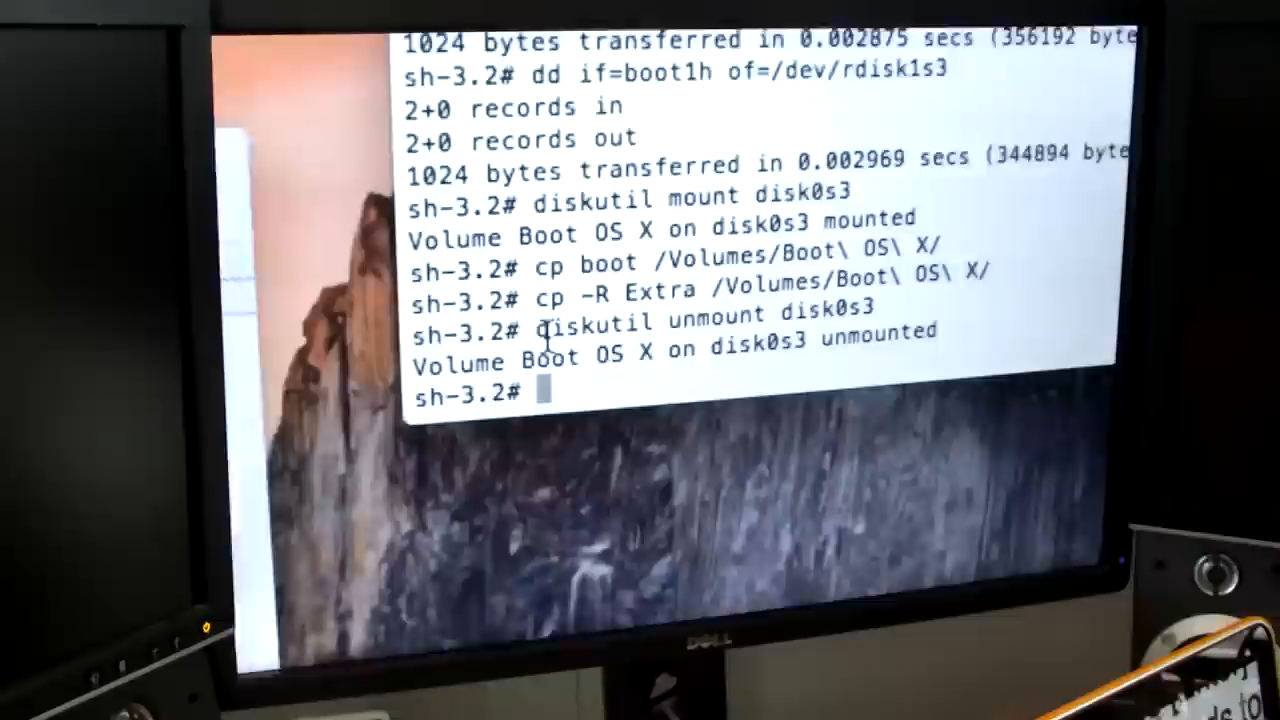 1024 bytes transferred in 0.002875 secs (356192 byte
sh-3.2# dd if=boot1h of=/dev/rdisk1s3
2+0 records in
2+0 records out
1024 bytes transferred in 0.002969 secs (344894 byte
sh-3.2# diskutil mount disk0s3
Volume Boot OS X on disk0s3 mounted
sh-3.2# cp boot /Volumes/Boot\ OS\ X/
sh-3.2# cp -R Extra /Volumes/Boot\ OS\ X/
sh-3.2# diskutil unmount disk0s3
Volume Boot OS X on disk0s3 unmounted
sh-3.2#
DELL